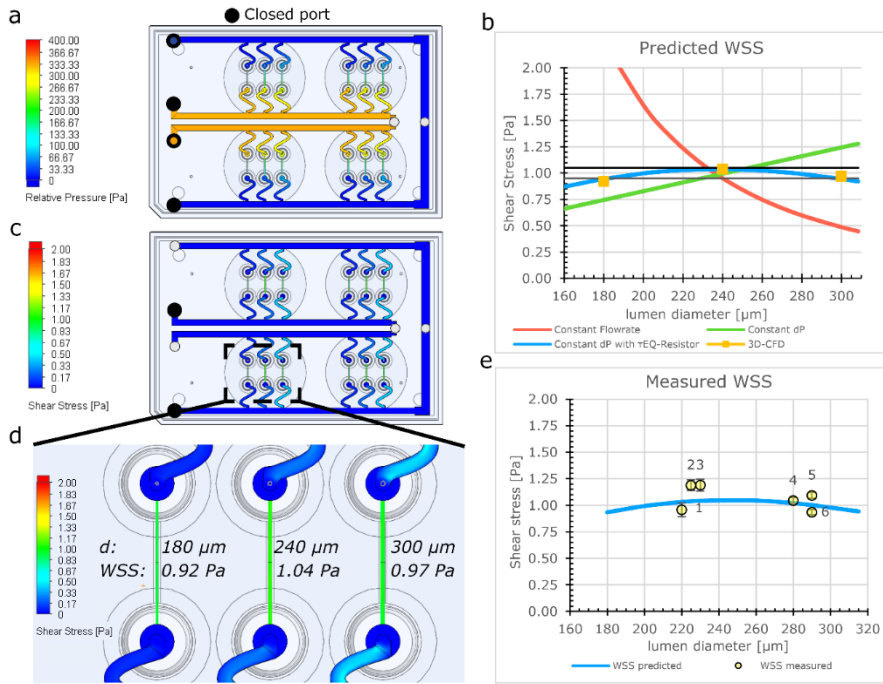 a
Closed port
400.00
366.67
333.33
300.00
266.67
233.33
200.00
166.67
133.33
100.00
66.66
33.33
0
Relative Pressure [Pa]
b
Predicted WSS
Shear Stress [Pa]
2.00
1.75
1.50
1.25
1.00
0.75
0.50
0.25
0.00
160 180 200 220 240 260 280 300
lumen diameter [µm]
Constant Flowrate
Constant dP
Constant dP with τEQ-Resistor
3D-CFD
c
2.00
1.83
1.67
1.50
1.33
1.17
1.00
0.83
0.67
0.50
0.33
0.17
0
Shear Stress [Pa]
d
2.00
1.83
1.67
1.50
1.33
1.17
1.00
0.83
0.67
0.50
0.33
0.17
0
Shear Stress [Pa]
d: 180 µm 240 µm 300 µm
WSS: 0.92 Pa 1.04 Pa 0.97 Pa
e
Measured WSS
Shear stress [Pa]
2.00
1.75
1.50
1.25
1.00
0.75
0.50
0.25
0.00
23
1
4
5
6
160 180 200 220 240 260 280 300 320
lumen diameter [µm]
WSS predicted
WSS measured